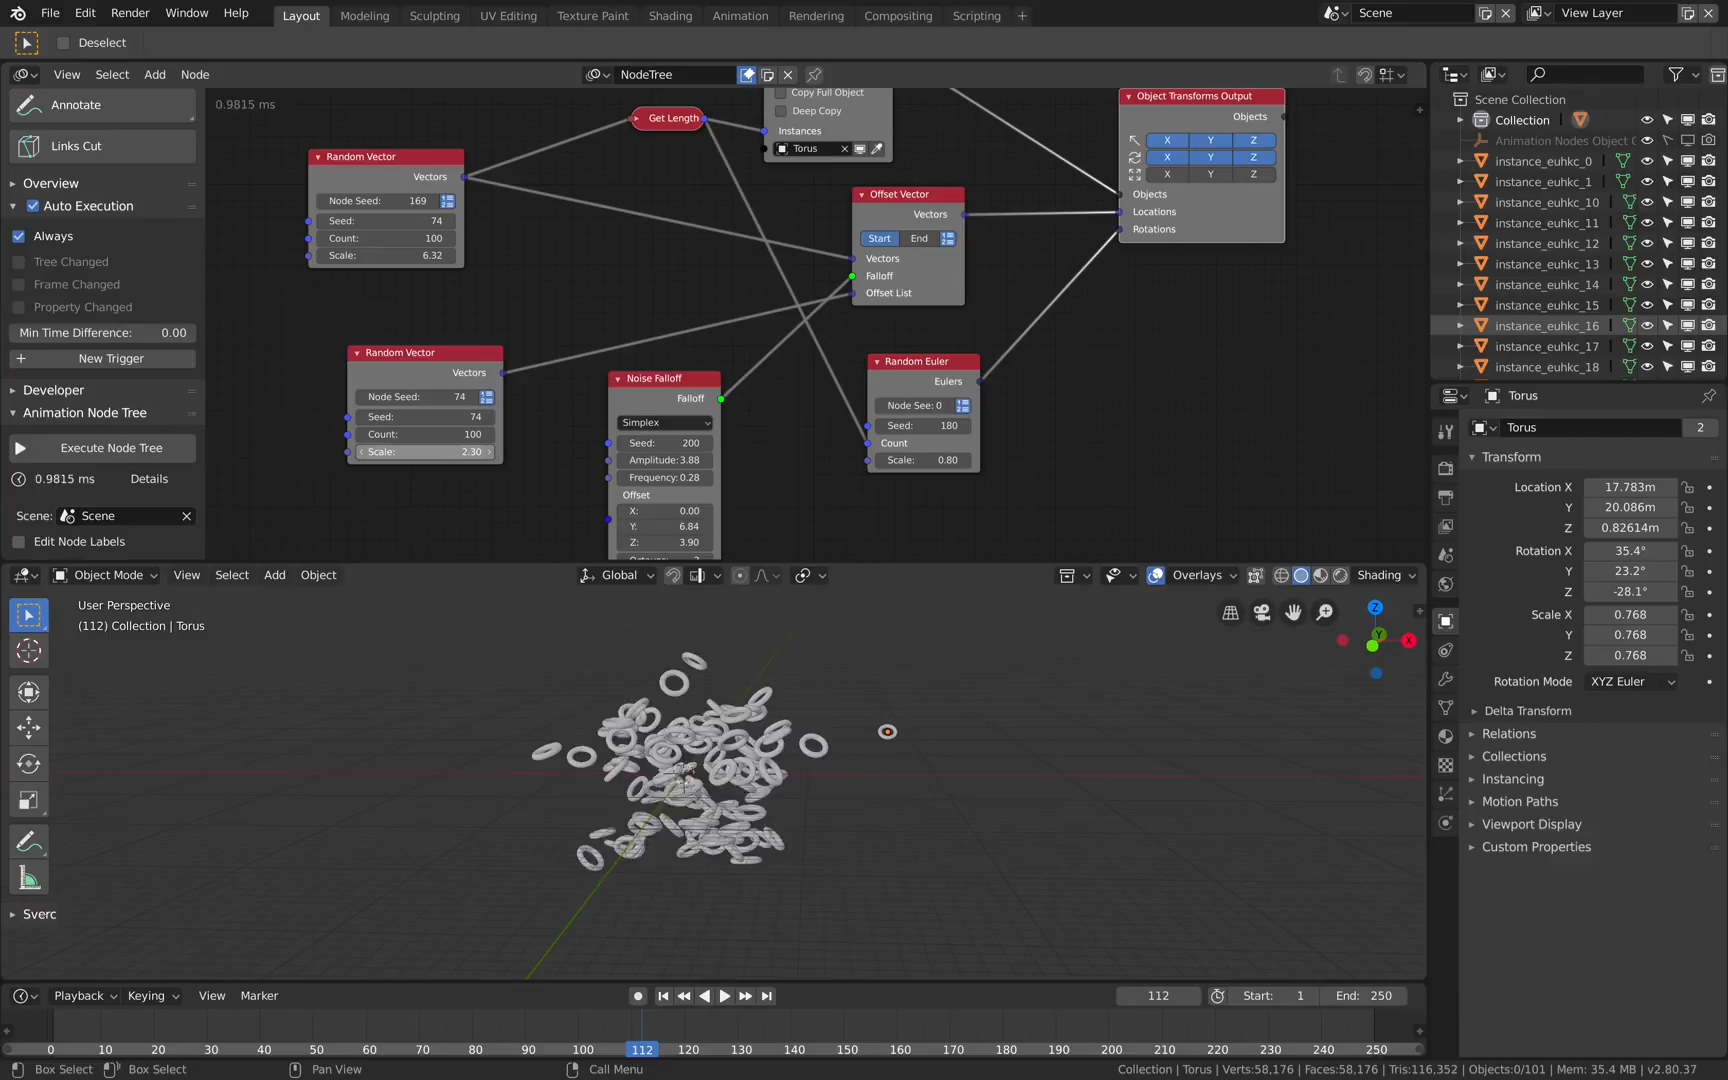 File Edit Render Window Help Layout Modeling Sculpting UV Editing Texture Paint Shading Animation Rendering Compositing Scripting + Scene View Layer
Deselect
View Select Add Node NodeTree
Annotate
Links Cut
Overview
Auto Execution
Always
Tree Changed
Frame Changed
Property Changed
Min Time Difference: 0.00
+ New Trigger
Developer
Animation Node Tree
Execute Node Tree
0.9815 ms Details
Scene: Scene
Edit Node Labels
0.9815 ms
Random Vector
Vectors
Node Seed: 169
Seed: 74
Count: 100
Scale: 6.32
Random Vector
Vectors
Node Seed: 74
Seed: 74
Count: 100
Scale: 2.30
Get Length
Copy Full Object
Deep Copy
Instances
Torus
Noise Falloff
Falloff
Simplex
Seed: 200
Amplitude: 3.88
Frequency: 0.28
Offset
X: 0.00
Y: 6.84
Z: 3.90
Offset Vector
Vectors
Start End
Vectors
Falloff
Offset List
Random Euler
Eulers
Node See: 0
Seed: 180
Count
Scale: 0.80
Object Transforms Output
Objects
X Y Z
X Y Z
X Y Z
Objects
Locations
Rotations
Scene Collection
Collection
Animation Nodes Object C
instance_euhkc_0
instance_euhkc_1
instance_euhkc_10
instance_euhkc_11
instance_euhkc_12
instance_euhkc_13
instance_euhkc_14
instance_euhkc_15
instance_euhkc_16
instance_euhkc_17
instance_euhkc_18
Torus
Torus 2
Transform
Location X 17.783m
Y 20.086m
Z 0.82614m
Rotation X 35.4°
Y 23.2°
Z -28.1°
Scale X 0.768
Y 0.768
Z 0.768
Rotation Mode XYZ Euler
Delta Transform
Relations
Collections
Instancing
Motion Paths
Viewport Display
Custom Properties
Object Mode View Select Add Object Global Overlays Shading
User Perspective
(112) Collection | Torus
Z
Y
X
Sverc
Playback Keying View Marker 112 Start: 1 End: 250
0 10 20 30 40 50 60 70 80 90 100 112 120 130 140 150 160 170 180 190 200 210 220 230 240 250
Box Select Box Select Pan View Call Menu Collection | Torus | Verts:58,176 | Faces:58,176 | Tris:116,352 | Objects:0/101 | Mem: 35.4 MB | v2.80.37